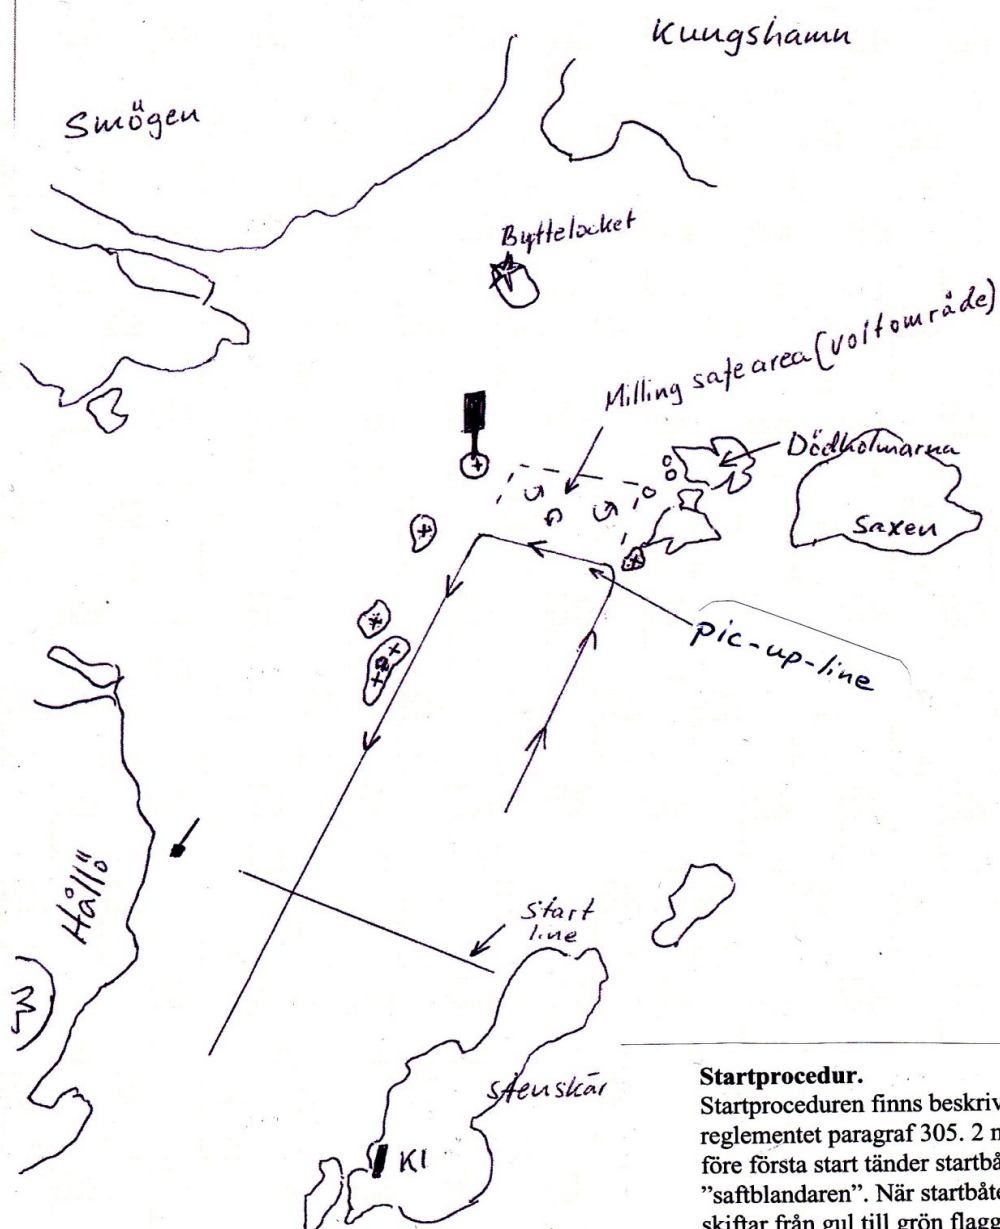 Kungshamn
Smögen
Byttelocket
Milling safe area (voltområde)
Dödholmarna
Saxen
pic-up-line
Hållö
Start
line
Stenskär
K1
Startprocedur.
Startproceduren finns beskriv
reglementet paragraf 305. 2 m
före första start tänder startbå
"saftblandaren". När startbåte
skiftar från gul till grön flagg